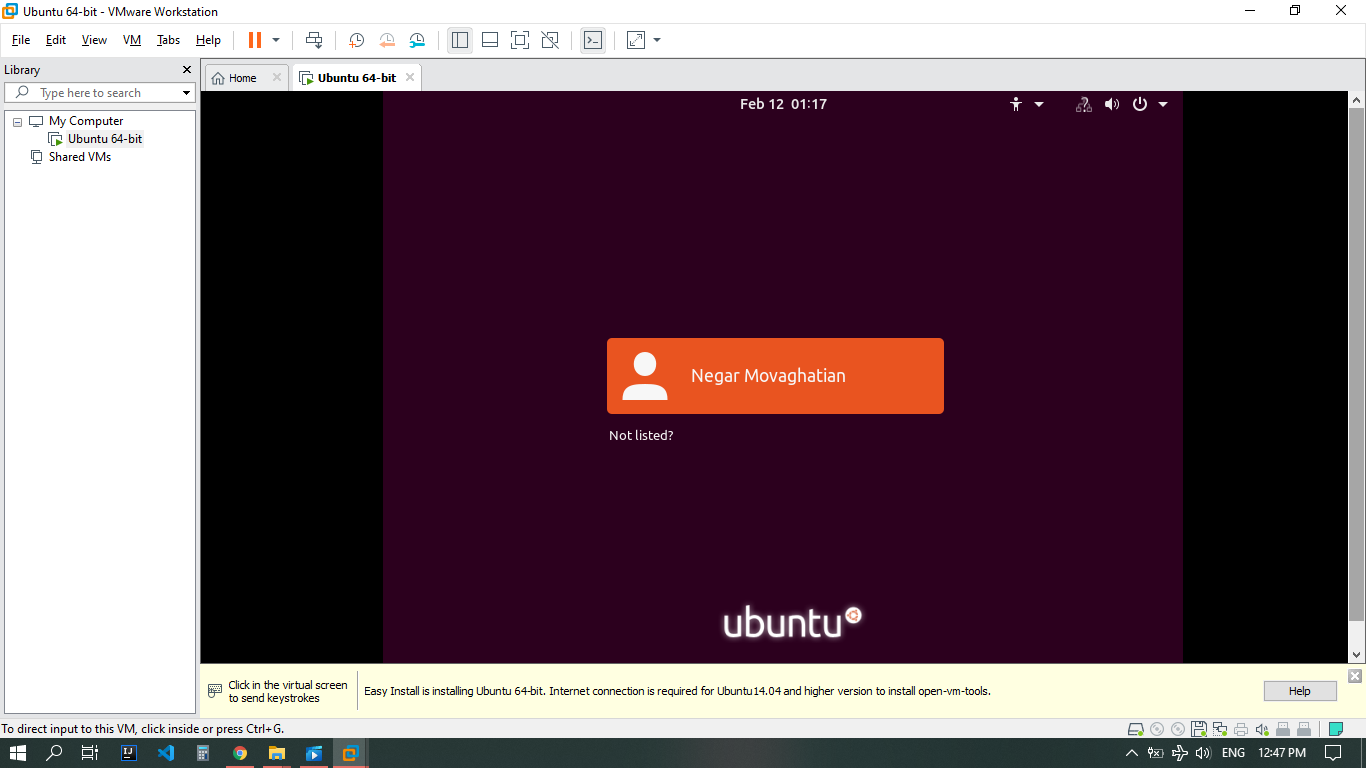 Ubuntu 64-bit - VMware Workstation
File Edit View VM Tabs Help
Library
Type here to search
My Computer
Ubuntu 64-bit
Shared VMs
Home
Ubuntu 64-bit
Feb 12 01:17
Negar Movaghatian
Not listed?
ubuntu
Click in the virtual screen
to send keystrokes
Easy Install is installing Ubuntu 64-bit. Internet connection is required for Ubuntu14.04 and higher version to install open-vm-tools.
Help
To direct input to this VM, click inside or press Ctrl+G.
IJ
ENG
12:47 PM